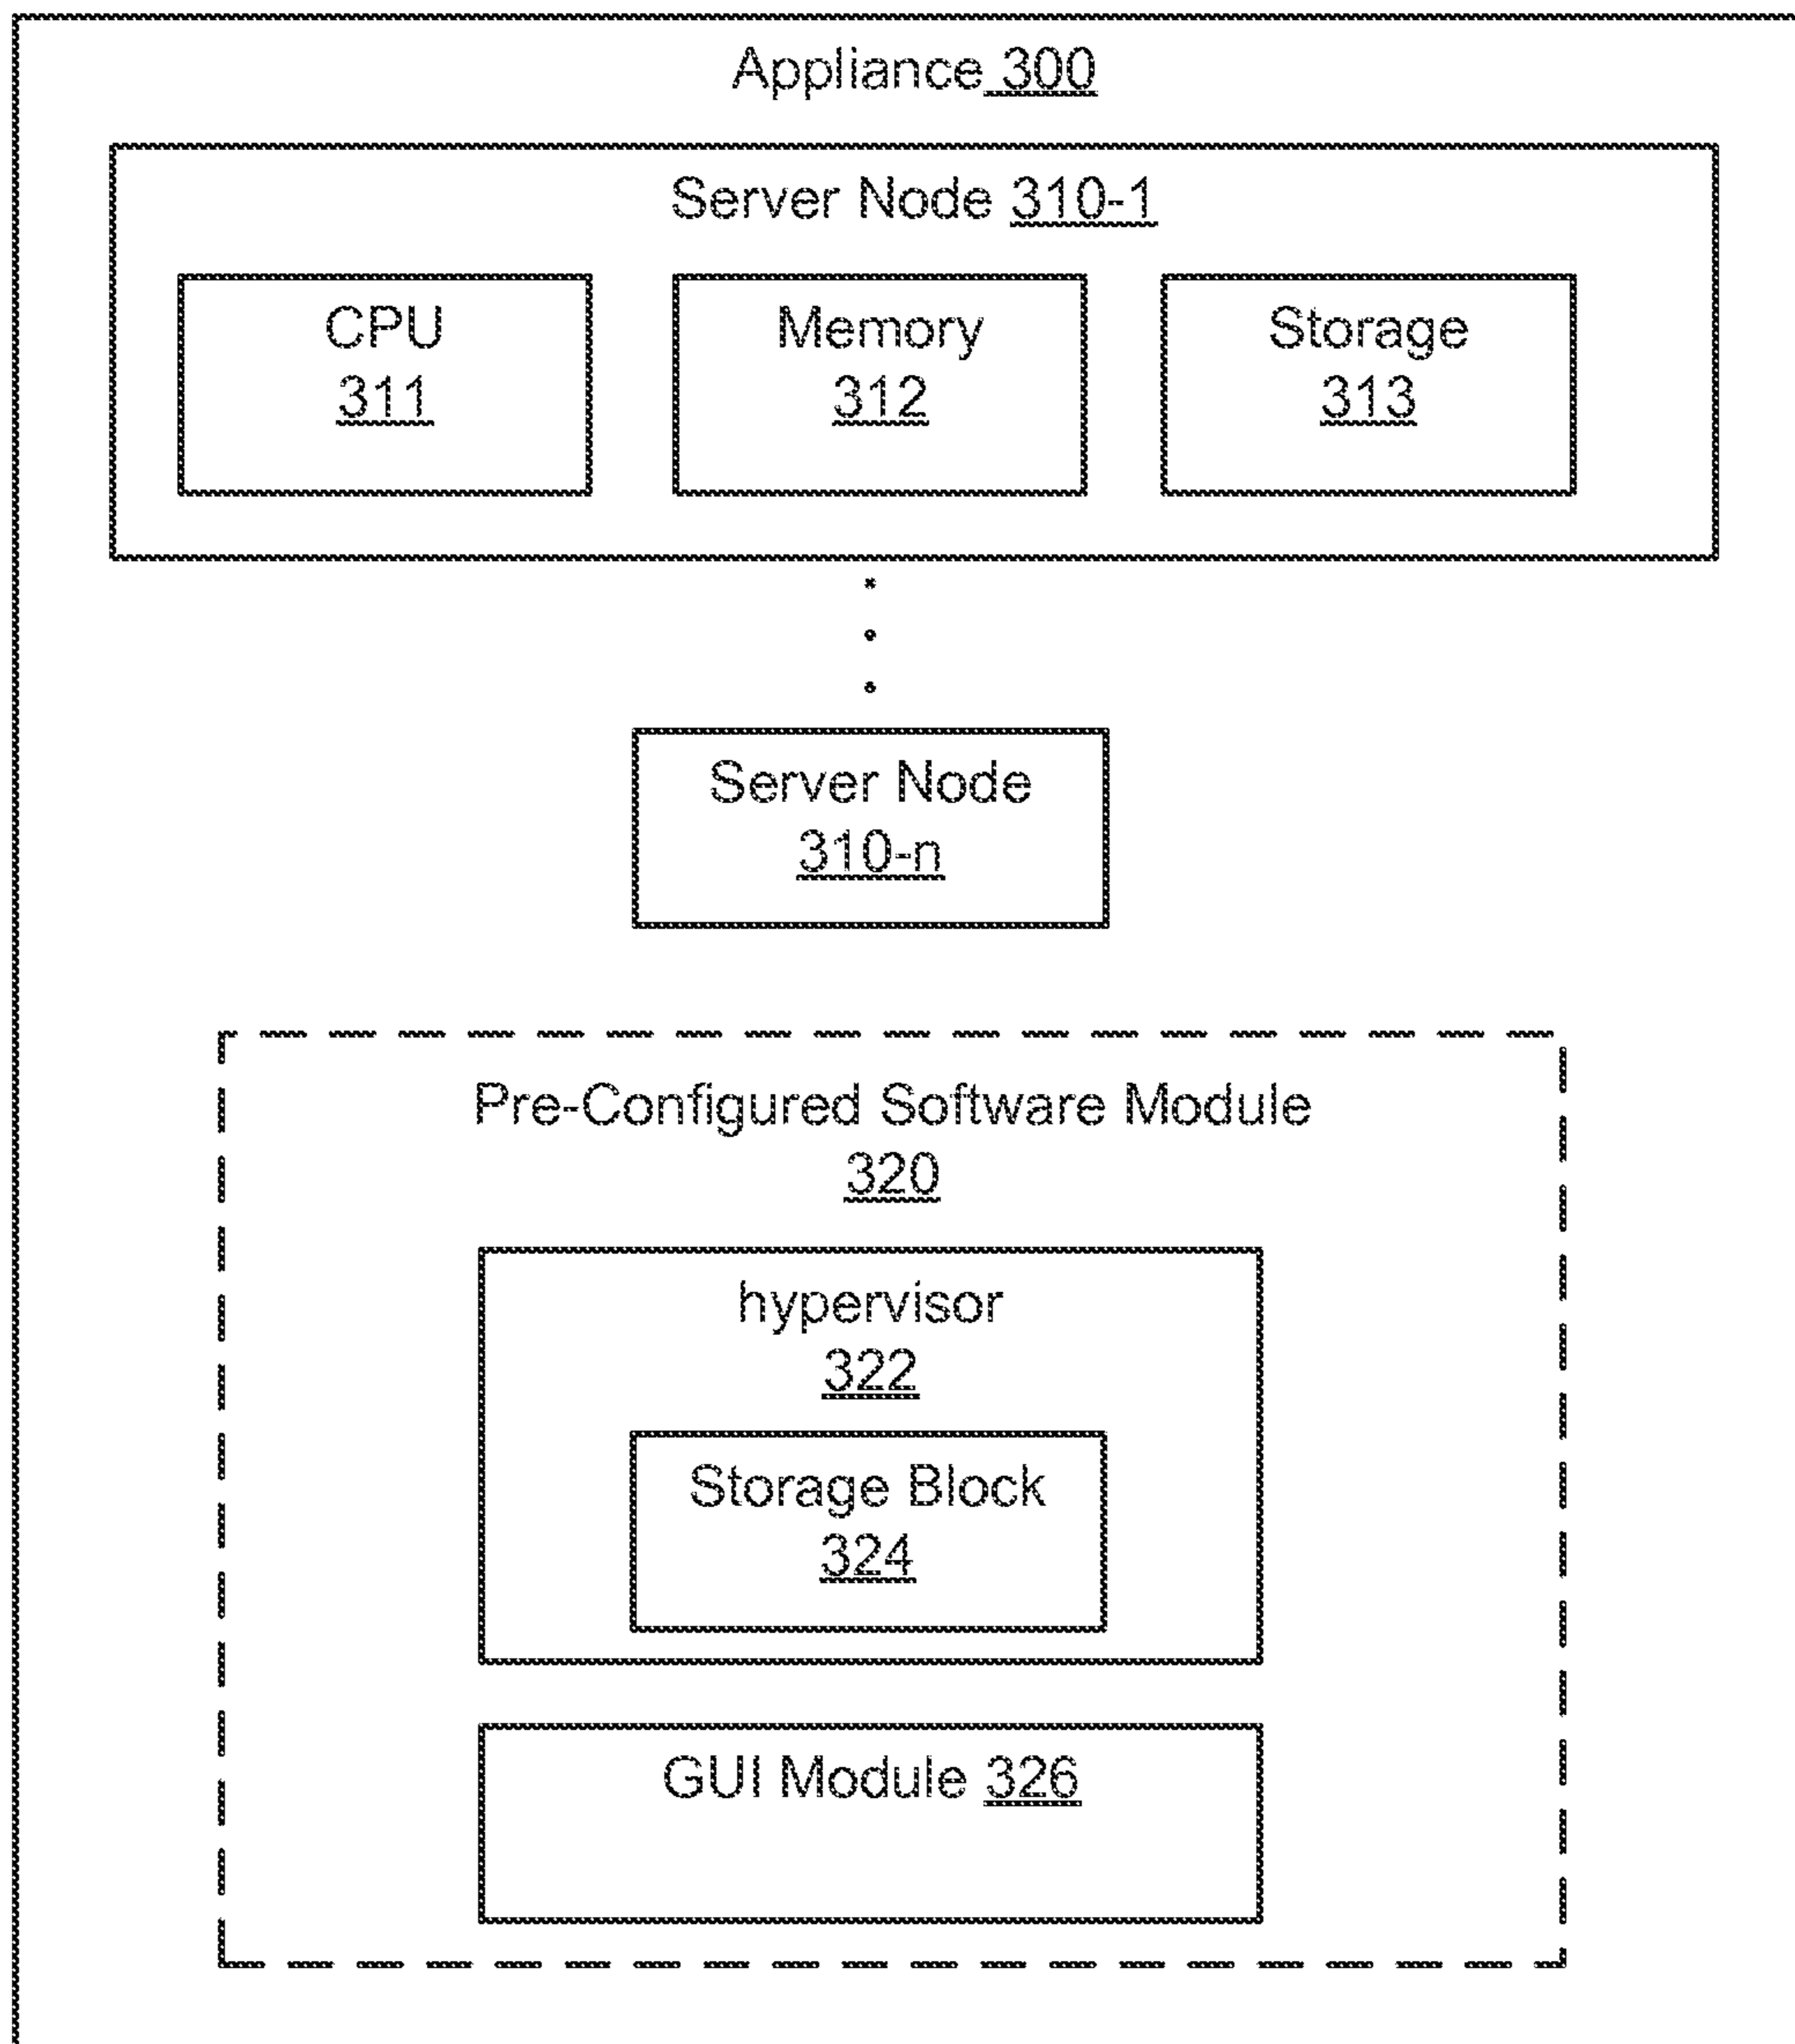 Appliance 300
Server Node 310-1
CPU
311
Memory
312
Storage
313
Server Node
310-n
Pre-Configured Software Module
320
hypervisor
322
Storage Block
324
GUI Module 326